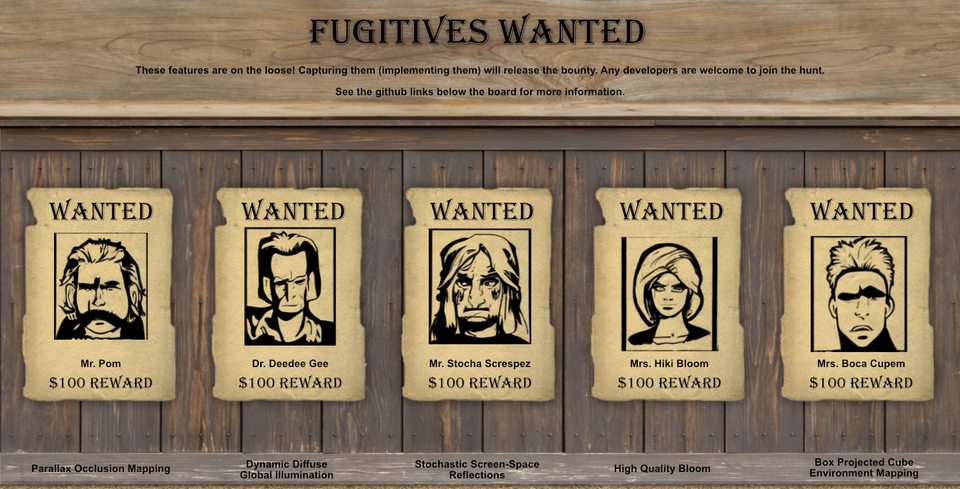 FUGITIVES WANTED
These features are on the loose! Capturing them (implementing them) will release the bounty. Any developers are welcome to join the hunt.
See the github links below the board for more information.
WANTED
Mr. Pom
$100 REWARD
WANTED
Dr. Deedee Gee
$100 REWARD
WANTED
Mr. Stocha Screspez
$100 REWARD
WANTED
Mrs. Hiki Bloom
$100 REWARD
WANTED
Mrs. Boca Cupem
$100 REWARD
Parallax Occlusion Mapping
Dynamic Diffuse
Global Illumination
Stochastic Screen-Space
Reflections
High Quality Bloom
Box Projected Cube
Environment Mapping